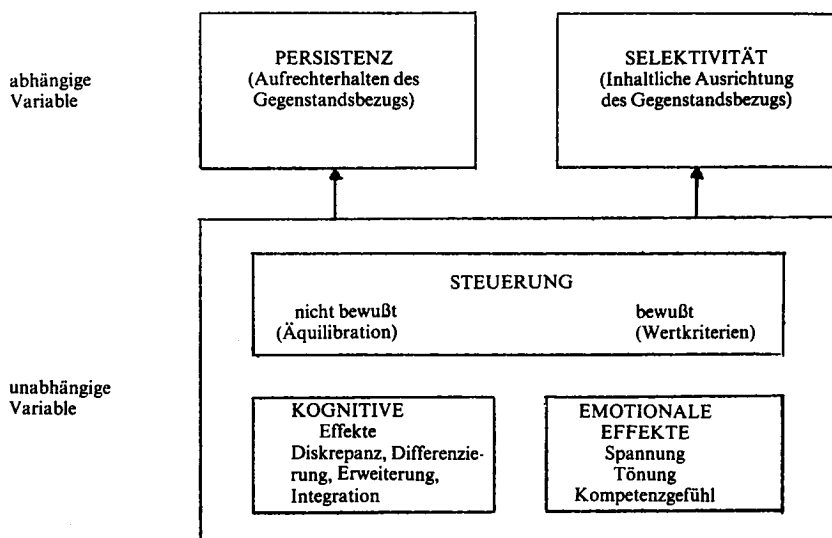 abhängige
Variable
PERSISTENZ
(Aufrechterhalten des
Gegenstandsbezugs)
SELEKTIVITÄT
(Inhaltliche Ausrichtung
des Gegenstandsbezugs)
unabhängige
Variable
STEUERUNG
nicht bewußt
(Äquilibration)
bewußt
(Wertkriterien)
KOGNITIVE
Effekte
Diskrepanz, Differenzie-
rung, Erweiterung,
Integration
EMOTIONALE
EFFEKTE
Spannung
Tönung
Kompetenzgefühl